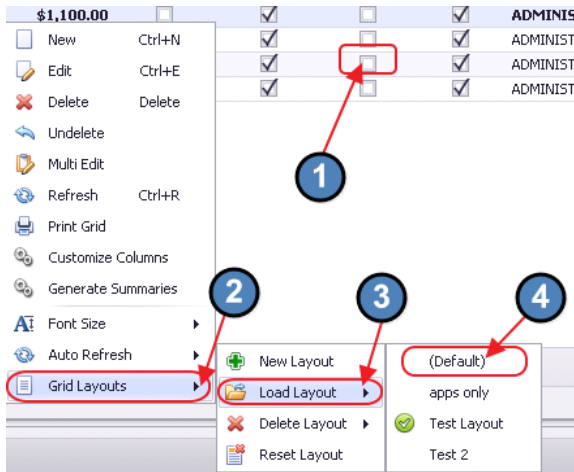 $1,100.00 ADMINIS
New Ctrl+N ADMINIST
Edit Ctrl+E ADMINIST
Delete Delete ADMINIST
Undelete
Multi Edit
1
Refresh Ctrl+R
Print Grid
Customize Columns
Generate Summaries
2 3 4
Font Size
Auto Refresh
Grid Layouts
New Layout
Load Layout
Delete Layout
Reset Layout
(Default)
apps only
Test Layout
Test 2